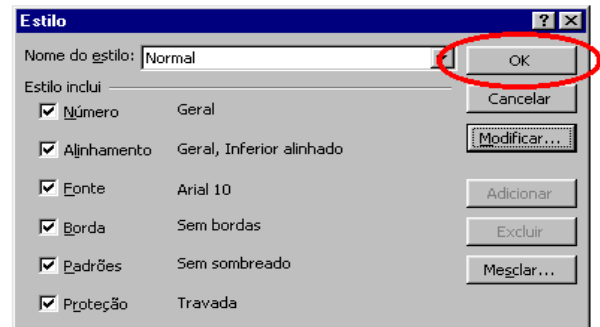 Estilo
Nome do estilo: Normal
OK
Estilo inclui
Cancelar
Número Geral
Modificar...
Alinhamento Geral, Inferior alinhado
Fonte Arial 10
Adicionar
Borda Sem bordas
Excluir
Padrões Sem sombreado
Mesclar...
Proteção Travada